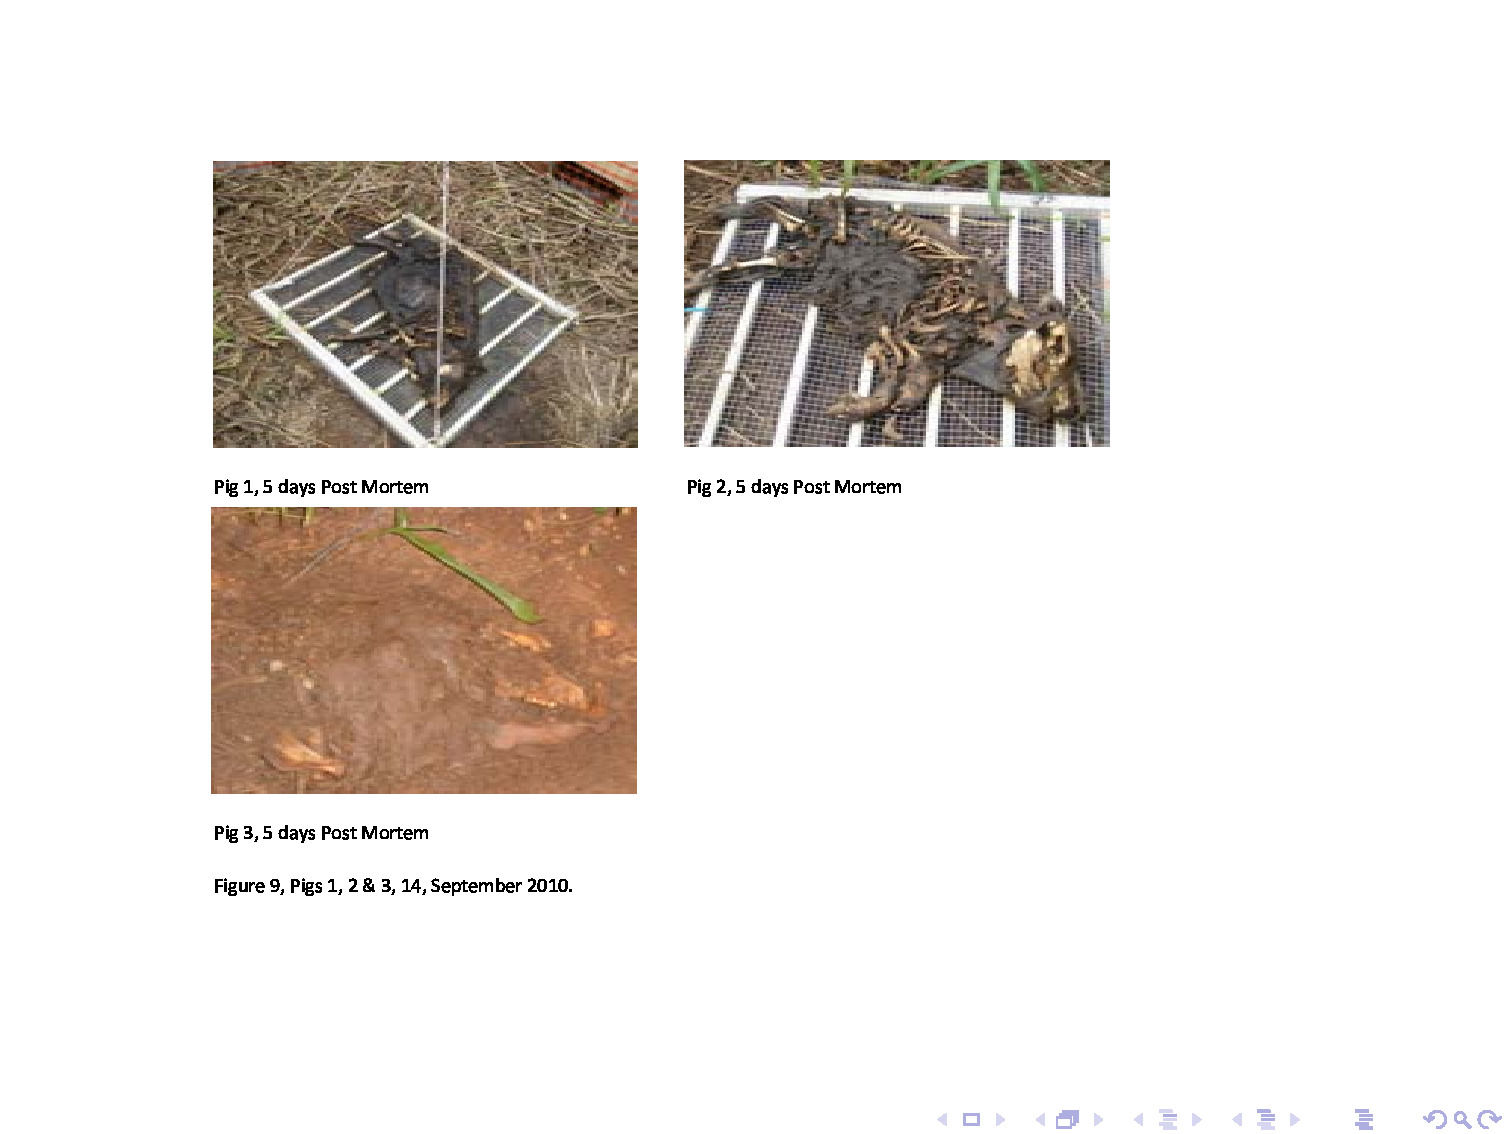 Pig 1, 5 days Post Mortem
Pig 2, 5 days Post Mortem
Pig 3, 5 days Post Mortem
Figure 9, Pigs 1, 2 & 3, 14, September 2010.